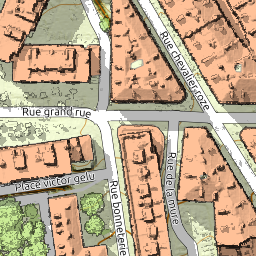 Rue chevalier roze
Rue grand rue
Rue de la mure
Place victor gelu
Rue bonneterie